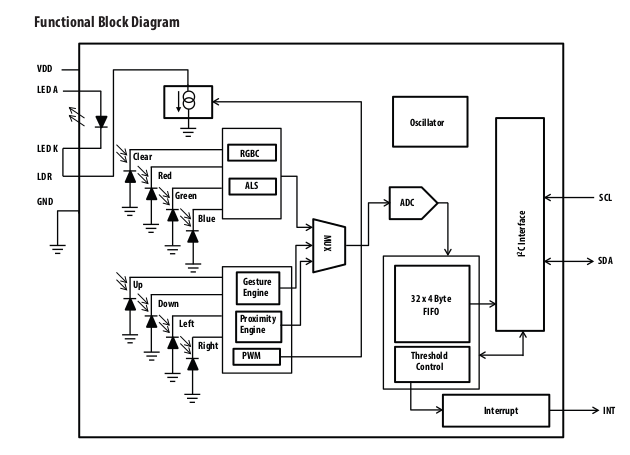 Functional Block Diagram
VDD
LED A
LED K
LDR
GND
Oscillator
Clear
Red
Green
Blue
RGBC
ALS
MUX
ADC
I²C Interface
SCL
SDA
Up
Down
Left
Right
Gesture
Engine
Proximity
Engine
PWM
32 x 4 Byte
FIFO
Threshold
Control
Interrupt
INT